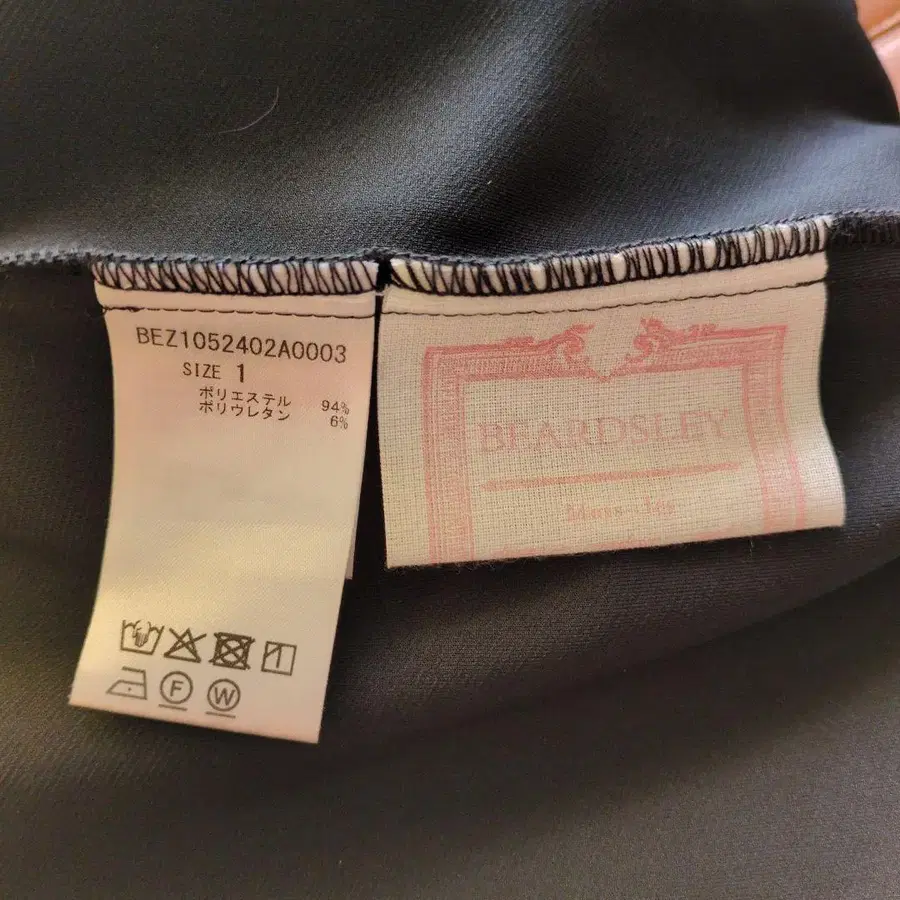 BEZ1052402A0003
SIZE 1
ポリエステル 94%
ポリウレタン 6%
F W
BEARDSLEY